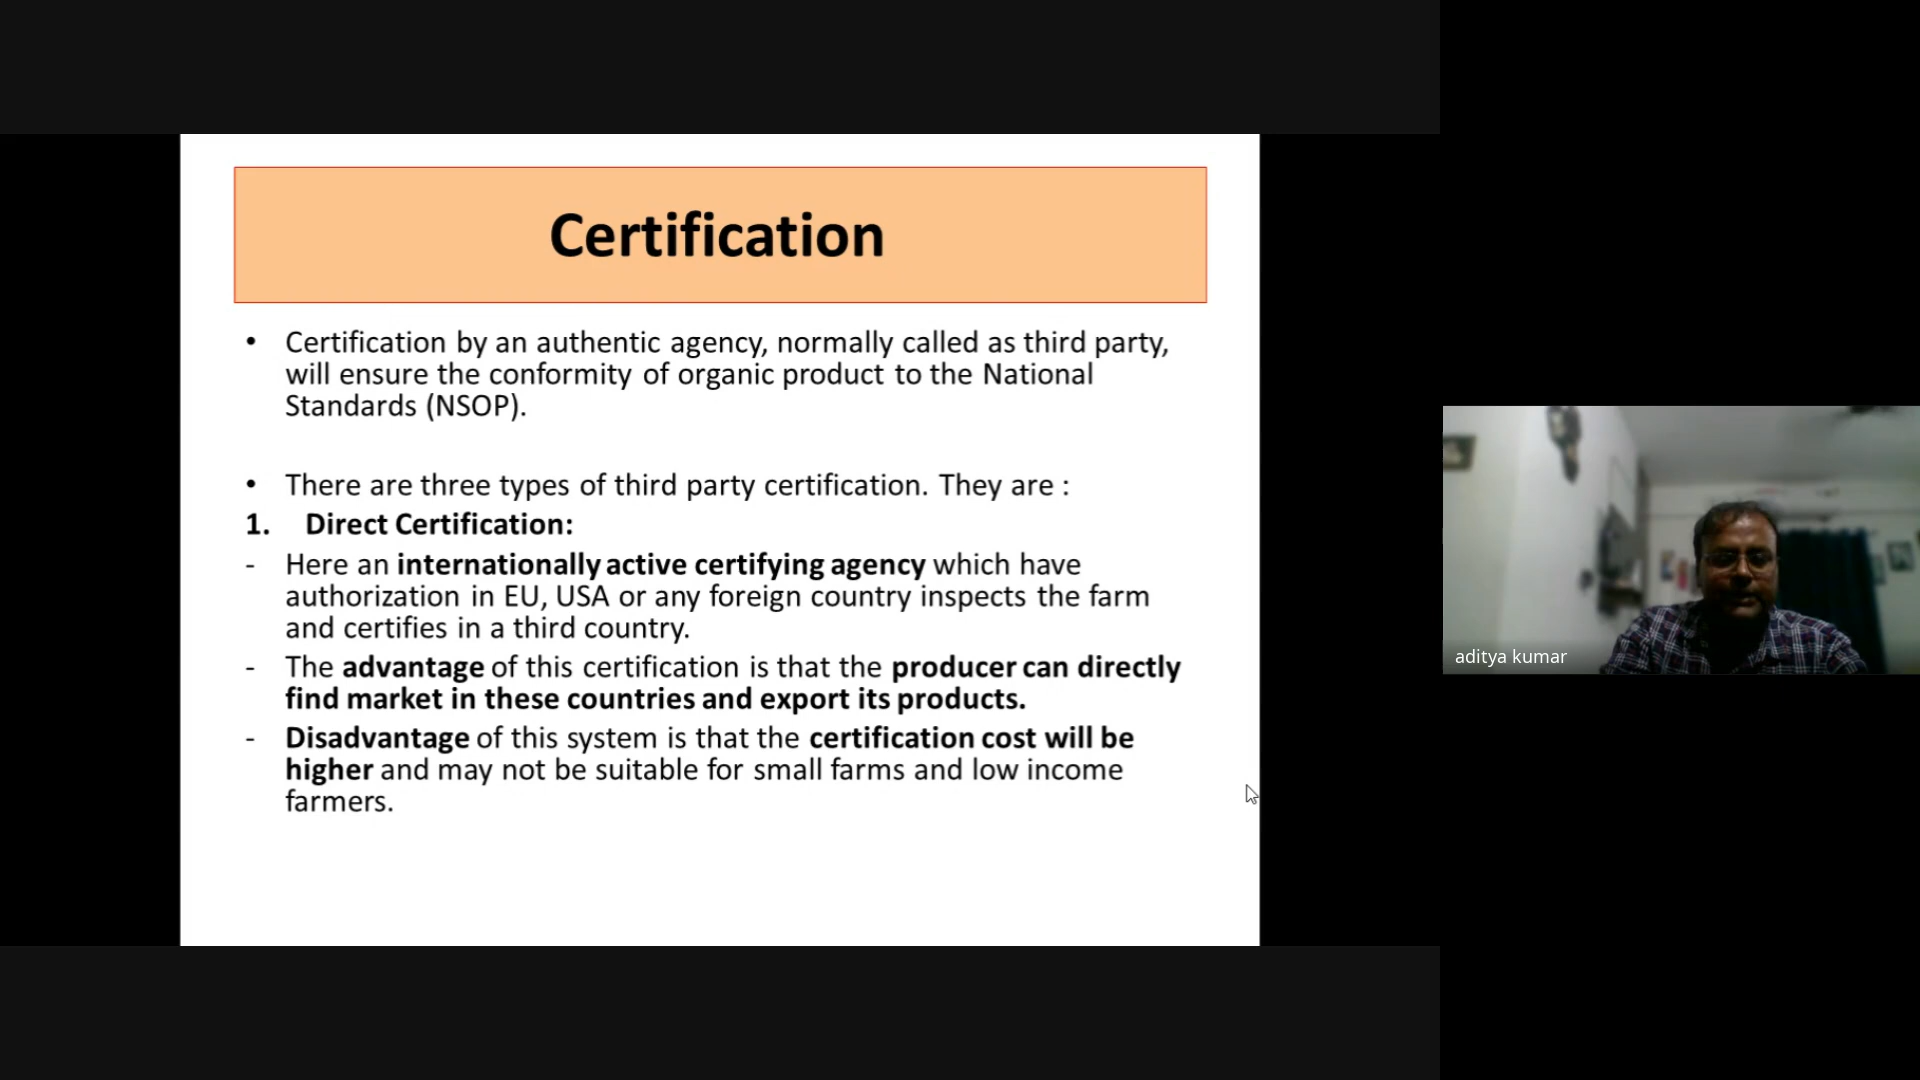 Certification
• Certification by an authentic agency, normally called as third party,
will ensure the conformity of organic product to the National
Standards (NSOP).
• There are three types of third party certification. They are :
1. Direct Certification:
- Here an internationally active certifying agency which have
authorization in EU, USA or any foreign country inspects the farm
and certifies in a third country.
- The advantage of this certification is that the producer can directly
find market in these countries and export its products.
- Disadvantage of this system is that the certification cost will be
higher and may not be suitable for small farms and low income
farmers.
aditya kumar